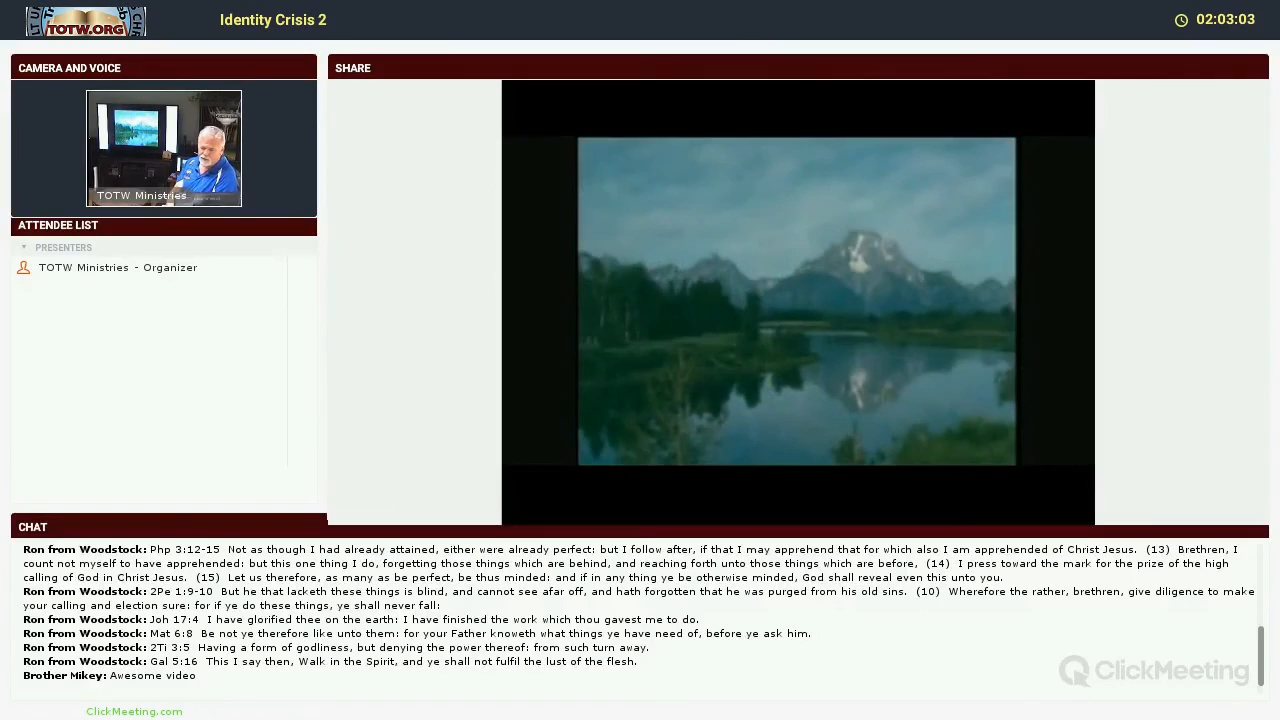 TOTW.ORG
Identity Crisis 2
02:03:03
CAMERA AND VOICE
SHARE
TOTW Ministries
ATTENDEE LIST
PRESENTERS
TOTW Ministries - Organizer
CHAT
Ron from Woodstock: Php 3:12-15  Not as though I had already attained, either were already perfect: but I follow after, if that I may apprehend that for which also I am apprehended of Christ Jesus.  (13)  Brethren, I
count not myself to have apprehended: but this one thing I do, forgetting those things which are behind, and reaching forth unto those things which are before,  (14)  I press toward the mark for the prize of the high
calling of God in Christ Jesus.  (15)  Let us therefore, as many as be perfect, be thus minded: and if in any thing ye be otherwise minded, God shall reveal even this unto you.
Ron from Woodstock: 2Pe 1:9-10  But he that lacketh these things is blind, and cannot see afar off, and hath forgotten that he was purged from his old sins.  (10)  Wherefore the rather, brethren, give diligence to make
your calling and election sure: for if ye do these things, ye shall never fall:
Ron from Woodstock: Joh 17:4  I have glorified thee on the earth: I have finished the work which thou gavest me to do.
Ron from Woodstock: Mat 6:8  Be not ye therefore like unto them: for your Father knoweth what things ye have need of, before ye ask him.
Ron from Woodstock: 2Ti 3:5  Having a form of godliness, but denying the power thereof: from such turn away.
Ron from Woodstock: Gal 5:16  This I say then, Walk in the Spirit, and ye shall not fulfil the lust of the flesh.
Brother Mikey: Awesome video
ClickMeeting
ClickMeeting.com